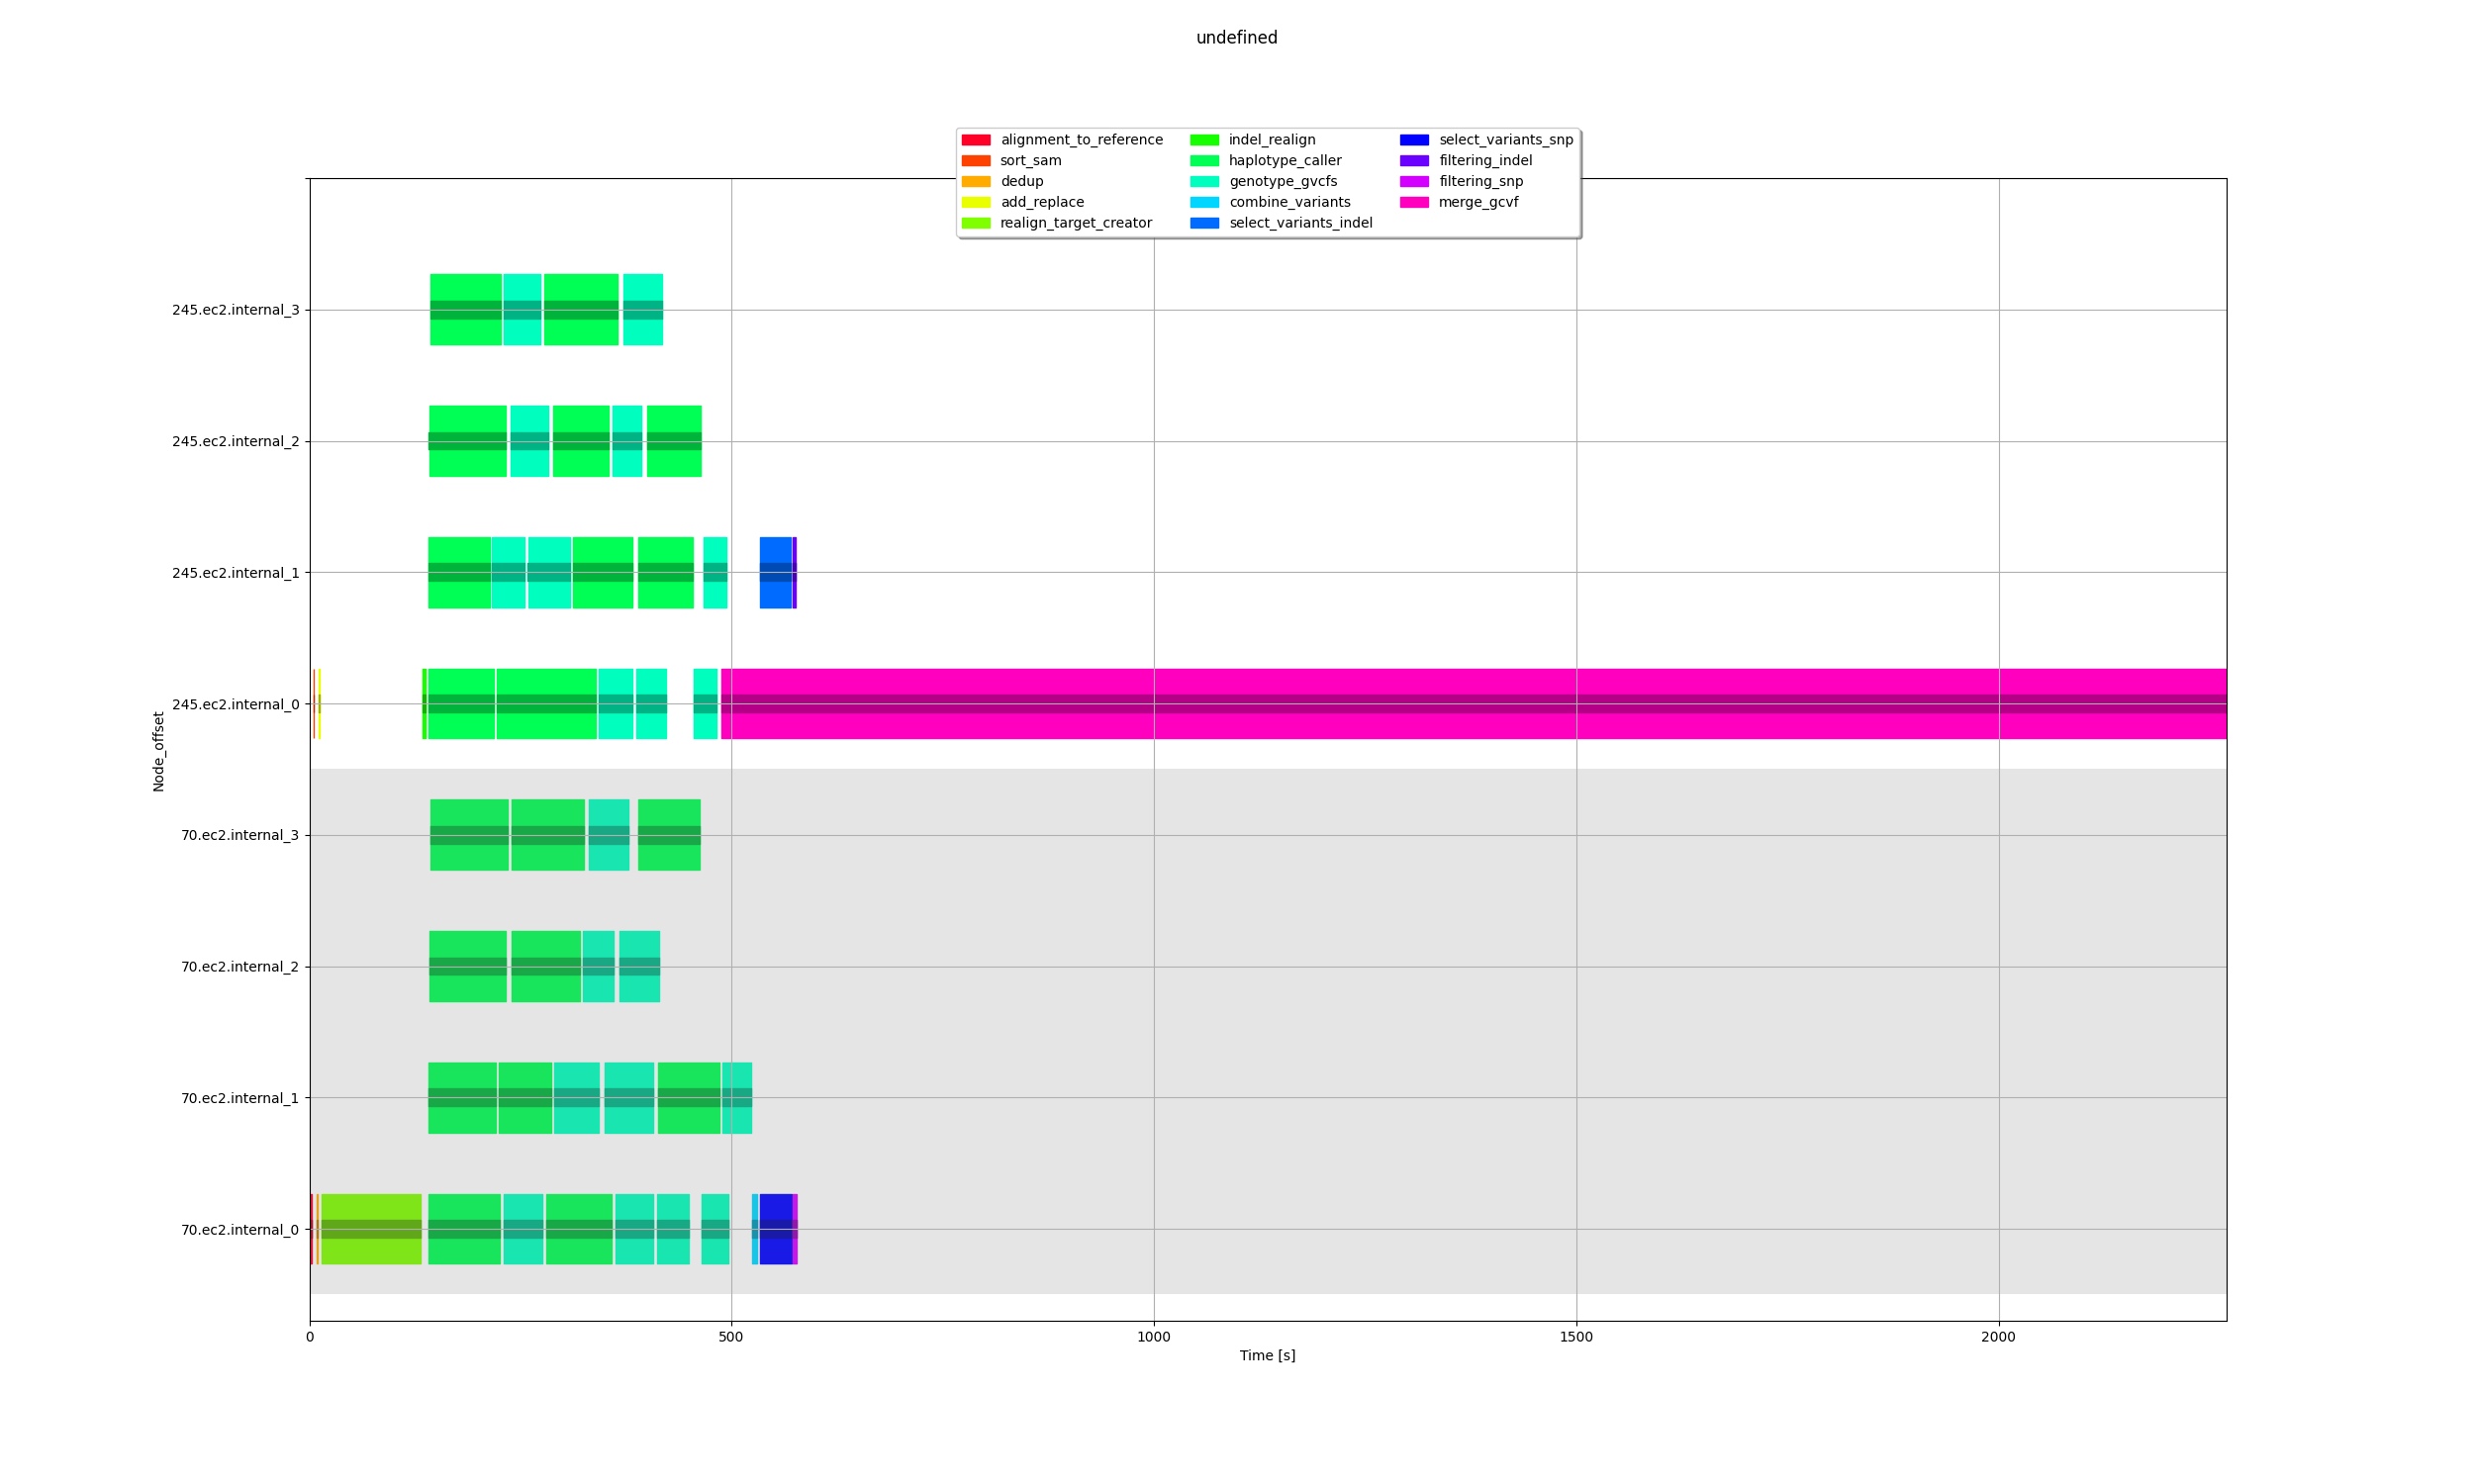 undefined
alignment_to_reference
sort_sam
dedup
add_replace
realign_target_creator
indel_realign
haplotype_caller
genotype_gvcfs
combine_variants
select_variants_indel
select_variants_snp
filtering_indel
filtering_snp
merge_gcvf
Node_offset
245.ec2.internal_3
245.ec2.internal_2
245.ec2.internal_1
245.ec2.internal_0
70.ec2.internal_3
70.ec2.internal_2
70.ec2.internal_1
70.ec2.internal_0
0 500 1000 1500 2000
Time [s]